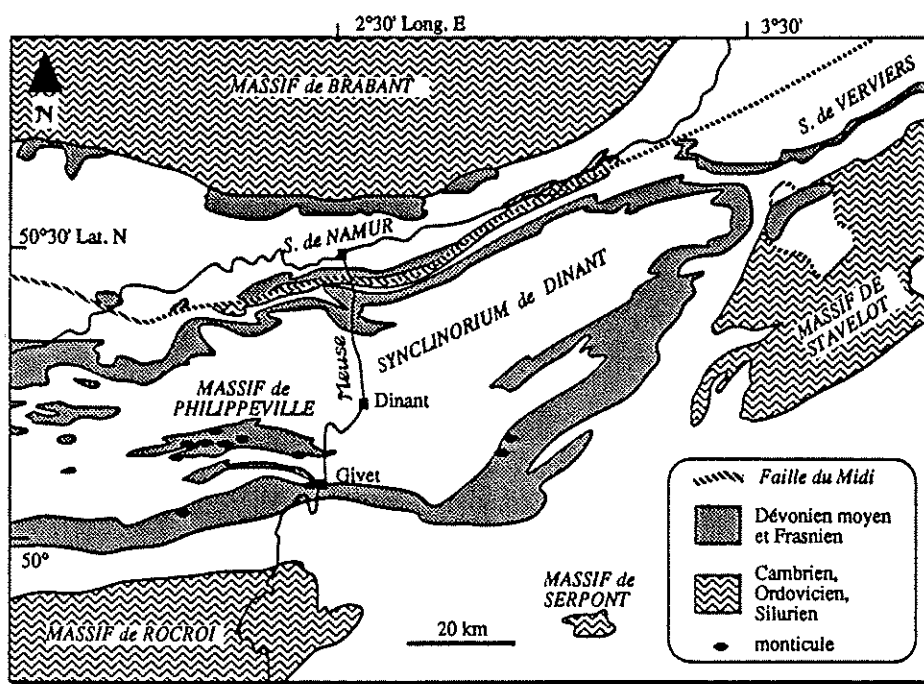 2°30' Long. E
3°30'
MASSIF de BRABANT
N
S. de VERVIERS
50°30' Lat. N
S. de NAMUR
SYNCLINORIUM de DINANT
MASSIF DE
STAVELOT
Meuse
MASSIF de
PHILIPPEVILLE
Dinant
Givet
50°
MASSIF de ROCROI
20 km
MASSIF de
SERPONT
Faille du Midi
Dévonien moyen
et Frasnien
Cambrien,
Ordovicien,
Silurien
monticule